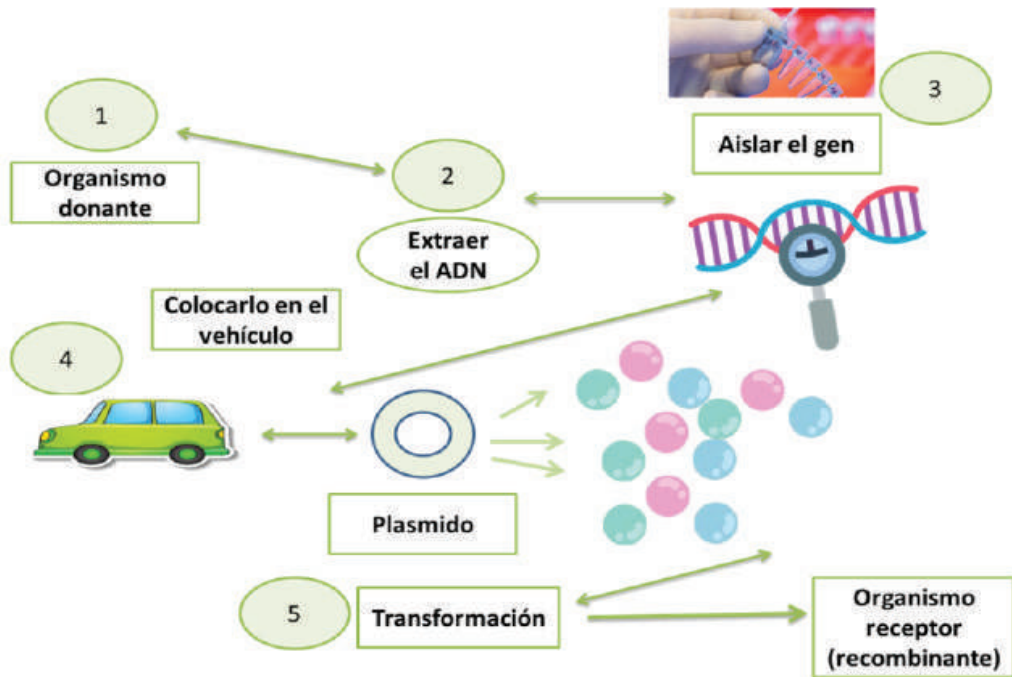 1
Organismo
donante
2
Extraer
el ADN
3
Aislar el gen
Colocarlo en el
vehículo
4
Plasmido
5
Transformación
Organismo
receptor
(recombinante)